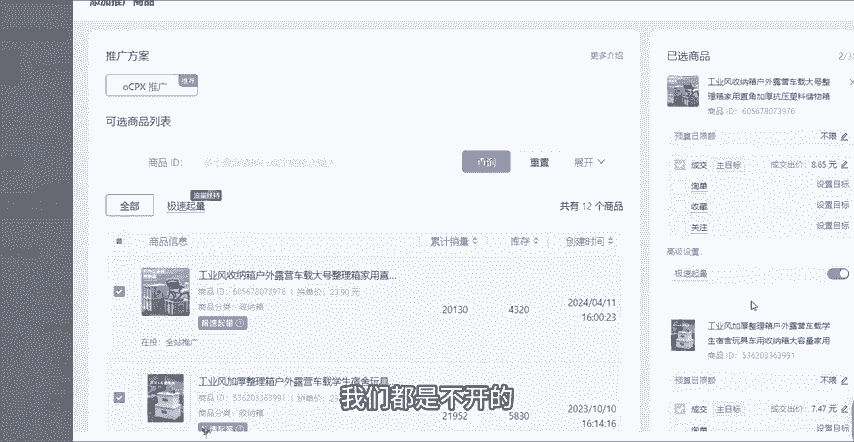 添加推广商品
推广方案
更多介绍
oCPX 推广
推荐
可选商品列表
商品 ID:
查询
重置
展开
全部
极速起量
流量扶持
共有 12 个商品
商品信息
累计销量
库存
创建时间
工业风收纳箱户外露营车载大号整理箱家用直...
商品 ID: 605678073976 | 拼单价: 23.90 元
商品分类: 收纳箱
极速起量
在投: 全站推广
20130
4320
2024/04/11
16:00:23
工业风加厚整理箱户外露营车载学生宿舍玩具
商品 ID: 536203363991
商品分类: 收纳箱
极速起量
21952
5830
2023/10/10
16:14:16
已选商品
工业风收纳箱户外露营车载大号整
理箱家用直角加厚抗压塑料储物箱
商品 ID: 605678073976
预算日限额
不限
成交
主目标
成交出价: 8.65 元
询单
设置目标
收藏
设置目标
关注
设置目标
高级设置
极速起量
工业风加厚整理箱户外露营车载学
生宿舍玩具车用收纳箱大容量家用
商品 ID: 536203363991
预算日限额
不限
成交
主目标
成交出价: 7.47 元
设置目标
我们都是不开的